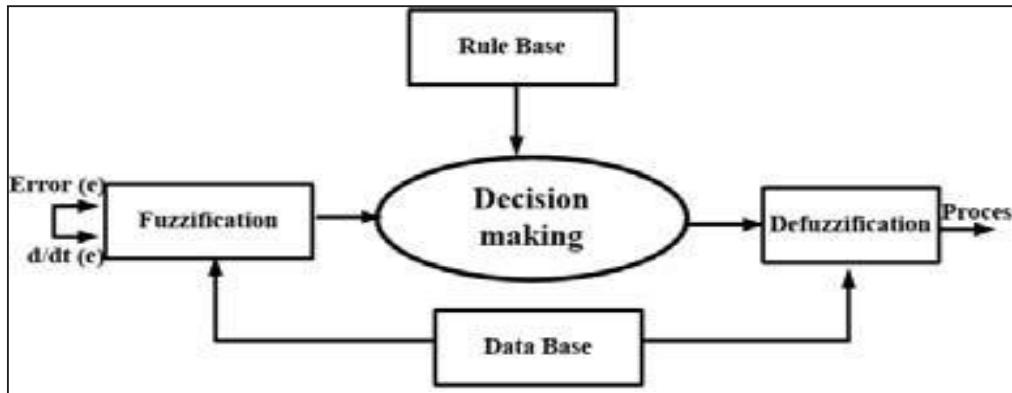 Rule Base
Error (e)
d/dt (e)
Fuzzification
Decision
making
Defuzzification
Proces
Data Base